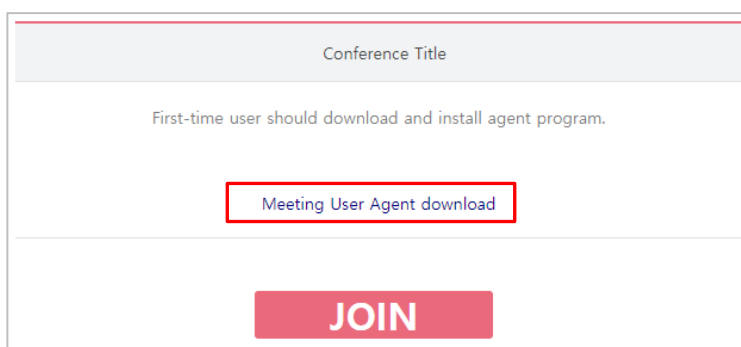 Conference Title
First-time user should download and install agent program.
Meeting User Agent download
JOIN